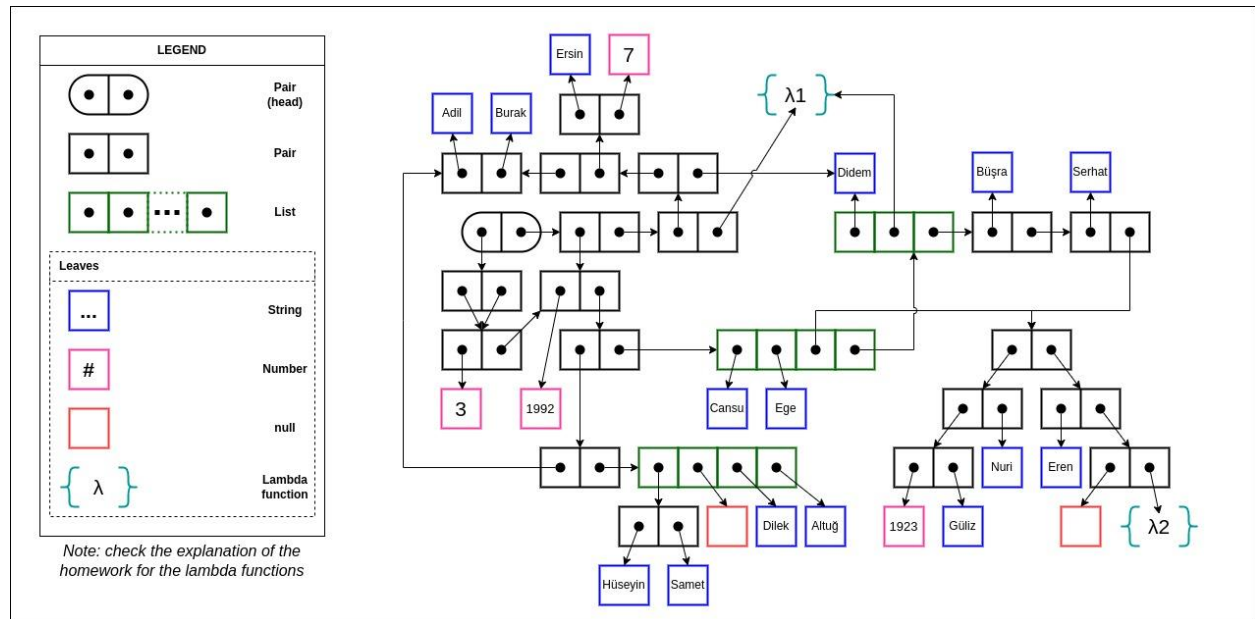 LEGEND
Pair
(head)
Pair
List
Leaves
...
String
#
Number
null
λ
Lambda
function
Note: check the explanation of the
homework for the lambda functions
Ersin
7
λ1
Adil
Burak
Didem
Büşra
Serhat
3
1992
Cansu
Ege
Nuri
Eren
1923
Güliz
λ2
Dilek
Altuğ
Hüseyin
Samet